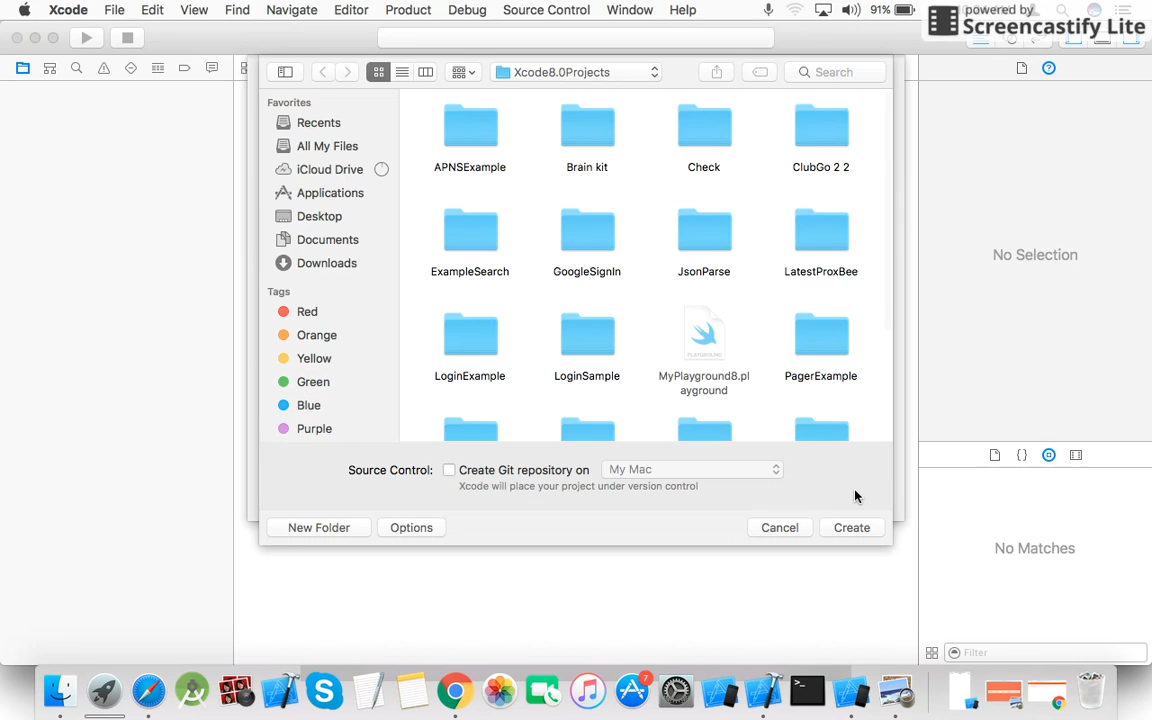 Xcode File Edit View Find Navigate Editor Product Debug Source Control Window Help 91%
powered by
Screencastify Lite
Xcode8.0Projects
Search
Favorites
Recents
All My Files
iCloud Drive
Applications
Desktop
Documents
Downloads
Tags
Red
Orange
Yellow
Green
Blue
Purple
APNSExample Brain kit Check ClubGo 2 2
ExampleSearch GoogleSignIn JsonParse LatestProxBee
PLAYGROUND
LoginExample LoginSample MyPlayground8.pl PagerExample
ayground
Source Control: Create Git repository on My Mac
Xcode will place your project under version control
New Folder Options Cancel Create
No Selection
No Matches
Filter
7